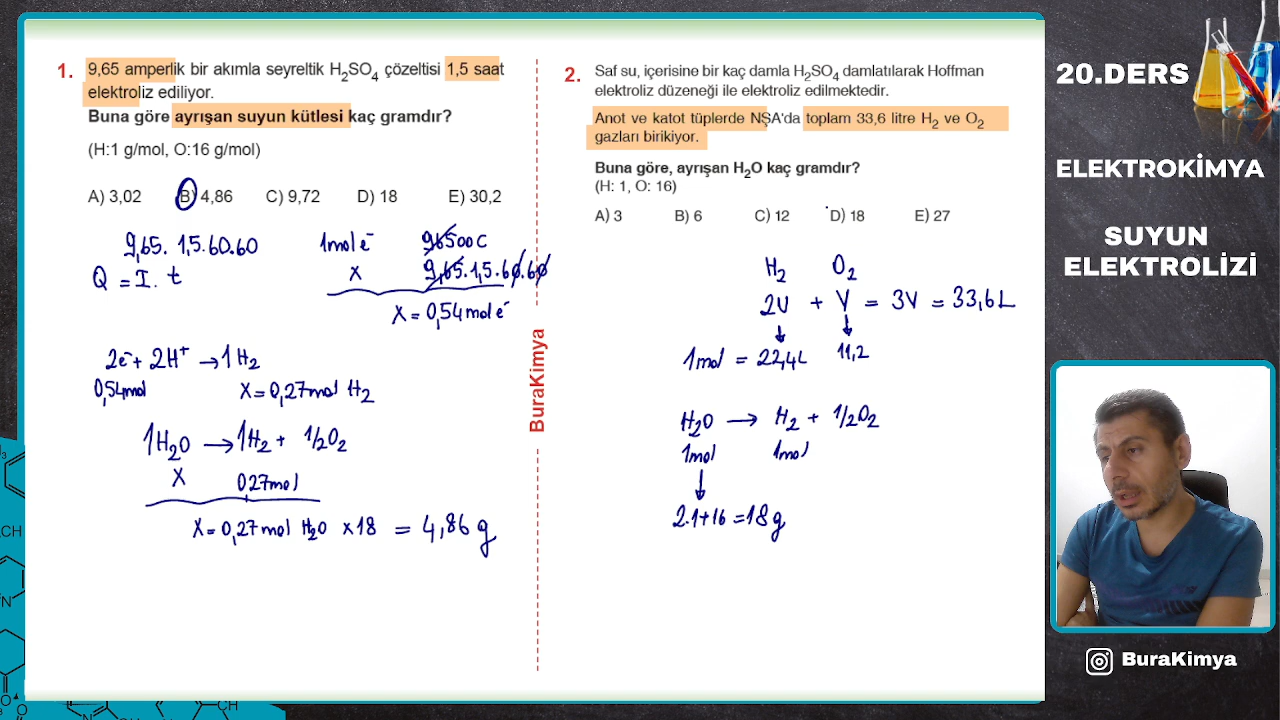 1. 9,65 amperlik bir akımla seyreltik H₂SO₄ çözeltisi 1,5 saat
elektroliz ediliyor.
Buna göre ayrışan suyun kütlesi kaç gramdır?
(H:1 g/mol, O:16 g/mol)
A) 3,02 B) 4,86 C) 9,72 D) 18 E) 30,2
9,65. 1,5.60.60
Q = I. t
1mol e⁻ 96500C
X 9,65.1,5.60.60
X = 0,54 mol e⁻
2e⁻ + 2H⁺ → 1H₂
0,54mol X = 0,27mol H₂
1H₂O → 1H₂ + 1/2O₂
X 0,27mol
X = 0,27 mol H₂O x18 = 4,86 g
BuraKimya
2. Saf su, içerisine bir kaç damla H₂SO₄ damlatılarak Hoffman
elektroliz düzeneği ile elektroliz edilmektedir.
Anot ve katot tüplerde NŞA'da toplam 33,6 litre H₂ ve O₂
gazları birikiyor.
Buna göre, ayrışan H₂O kaç gramdır?
(H: 1, O: 16)
A) 3 B) 6 C) 12 D) 18 E) 27
H₂ O₂
2V + V = 3V = 33,6L
1mol = 22,4L 11,2
H₂O → H₂ + 1/2O₂
1mol 1mol
2.1+16 = 18g
20.DERS
ELEKTROKİMYA
SUYUN
ELEKTROLİZİ
BuraKimya
CH
N
O
O
CH